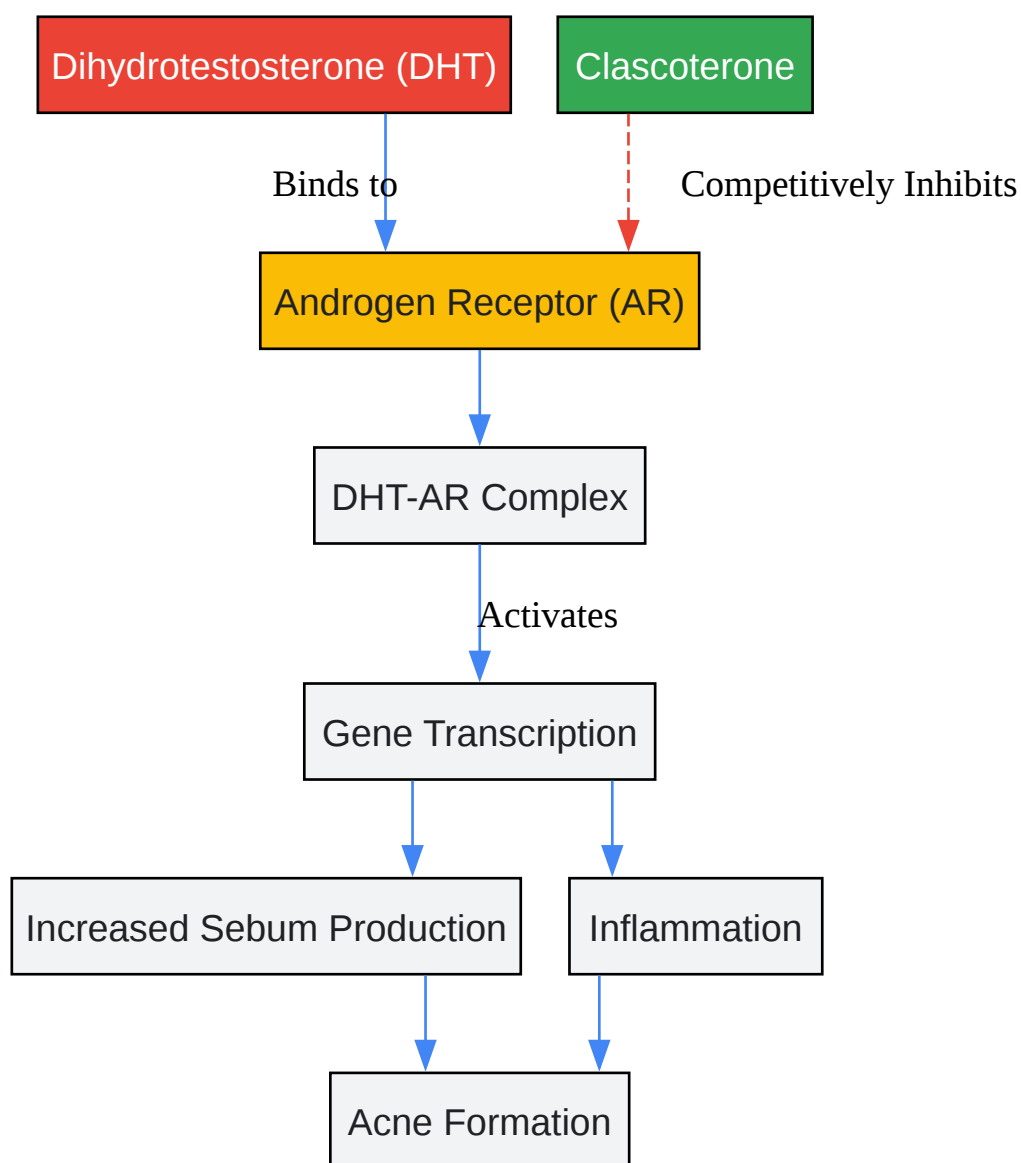 Dihydrotestosterone (DHT)
Clascoterone
Binds to
Competitively Inhibits
Androgen Receptor (AR)
DHT-AR Complex
Activates
Gene Transcription
Increased Sebum Production
Inflammation
Acne Formation